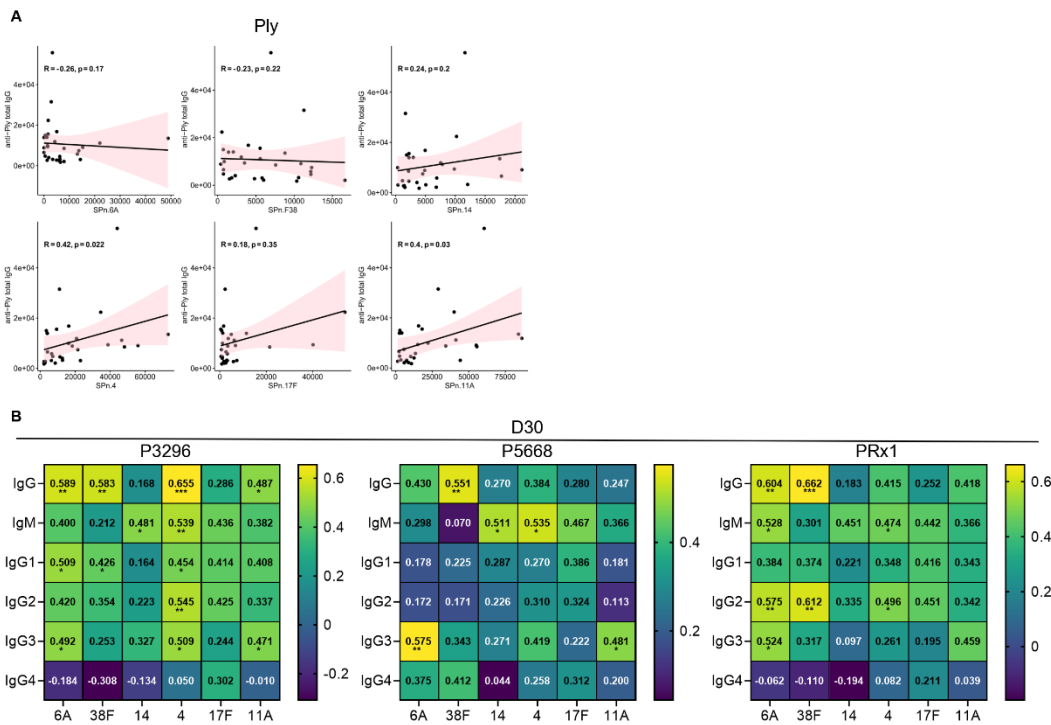 A
Ply
R = -0.26, p = 0.17
R = -0.23, p = 0.22
R = 0.24, p = 0.2
anti-Ply total IgG
4e+04
2e+04
0e+00
0 10000 20000 30000 40000 50000
SPn.6A
anti-Ply total IgG
4e+04
2e+04
0e+00
0 5000 10000 15000
SPn.F38
anti-Ply total IgG
4e+04
2e+04
0e+00
0 5000 10000 15000 20000
SPn.14
R = 0.42, p = 0.022
R = 0.18, p = 0.35
R = 0.4, p = 0.03
anti-Ply total IgG
4e+04
2e+04
0e+00
0 20000 40000 60000
SPn.4
anti-Ply total IgG
4e+04
2e+04
0e+00
0 20000 40000
SPn.17F
anti-Ply total IgG
4e+04
2e+04
0e+00
0 25000 50000 75000
SPn.11A
B
D30
P3296
IgG 0.589 ** 0.583 ** 0.168 0.655 *** 0.286 0.487 *
IgM 0.400 0.212 0.481 * 0.539 ** 0.436 0.382
IgG1 0.509 * 0.426 * 0.164 0.454 * 0.414 0.408
IgG2 0.420 0.354 0.223 0.545 ** 0.425 0.337
IgG3 0.492 * 0.253 0.327 0.509 * 0.244 0.471 *
IgG4 -0.184 -0.308 -0.134 0.050 0.302 -0.010
6A 38F 14 4 17F 11A
0.6
0.4
0.2
0
-0.2
P5668
IgG 0.430 0.551 ** 0.270 0.384 0.280 0.247
IgM 0.298 0.070 0.511 * 0.535 * 0.467 0.366
IgG1 0.178 0.225 0.287 0.270 0.386 0.181
IgG2 0.172 0.171 0.226 0.310 0.324 0.113
IgG3 0.575 ** 0.343 0.271 0.419 0.222 0.481 *
IgG4 0.375 0.412 0.044 0.258 0.312 0.200
6A 38F 14 4 17F 11A
0.4
0.2
PRx1
IgG 0.604 ** 0.662 *** 0.183 0.415 0.252 0.418
IgM 0.528 * 0.301 0.451 0.474 * 0.442 0.366
IgG1 0.384 0.374 0.221 0.348 0.416 0.343
IgG2 0.575 ** 0.612 ** 0.335 0.496 * 0.451 0.342
IgG3 0.524 * 0.317 0.097 0.261 0.195 0.459
IgG4 -0.062 -0.110 -0.194 0.082 0.211 0.039
6A 38F 14 4 17F 11A
0.6
0.4
0.2
0